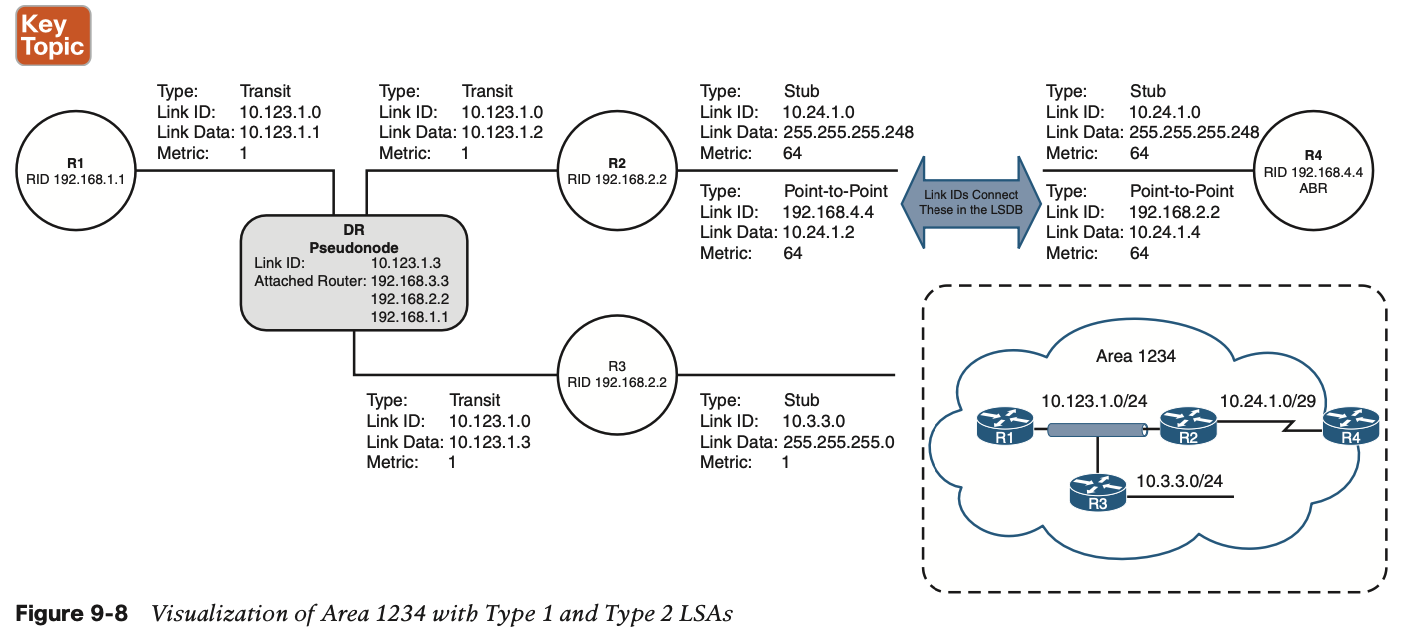 Key
Topic
Type: Transit
Link ID: 10.123.1.0
Link Data: 10.123.1.1
Metric: 1
Type: Transit
Link ID: 10.123.1.0
Link Data: 10.123.1.2
Metric: 1
Type: Stub
Link ID: 10.24.1.0
Link Data: 255.255.255.248
Metric: 64
Type: Stub
Link ID: 10.24.1.0
Link Data: 255.255.255.248
Metric: 64
R1
RID 192.168.1.1
R2
RID 192.168.2.2
R4
RID 192.168.4.4
ABR
Type: Point-to-Point
Link ID: 192.168.4.4
Link Data: 10.24.1.2
Metric: 64
Link IDs Connect
These in the LSDB
Type: Point-to-Point
Link ID: 192.168.2.2
Link Data: 10.24.1.4
Metric: 64
DR
Pseudonode
Link ID: 10.123.1.3
Attached Router: 192.168.3.3
192.168.2.2
192.168.1.1
R3
RID 192.168.2.2
Type: Transit
Link ID: 10.123.1.0
Link Data: 10.123.1.3
Metric: 1
Type: Stub
Link ID: 10.3.3.0
Link Data: 255.255.255.0
Metric: 1
Area 1234
10.123.1.0/24
10.24.1.0/29
R1
R2
R4
10.3.3.0/24
R3
Figure 9-8 Visualization of Area 1234 with Type 1 and Type 2 LSAs